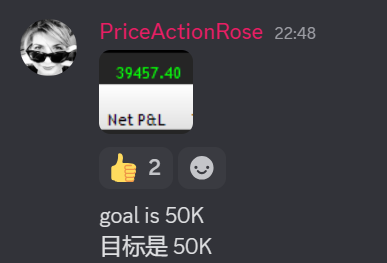 PriceActionRose 22:48
39457.40
Net P&L
2
goal is 50K
目标是 50K